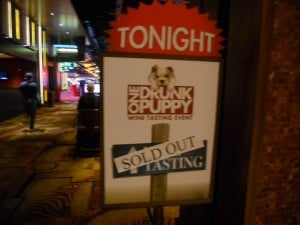 TONIGHT
ONE DRUNK PUPPY
WINE TASTING EVENT
SOLD OUT
TASTING